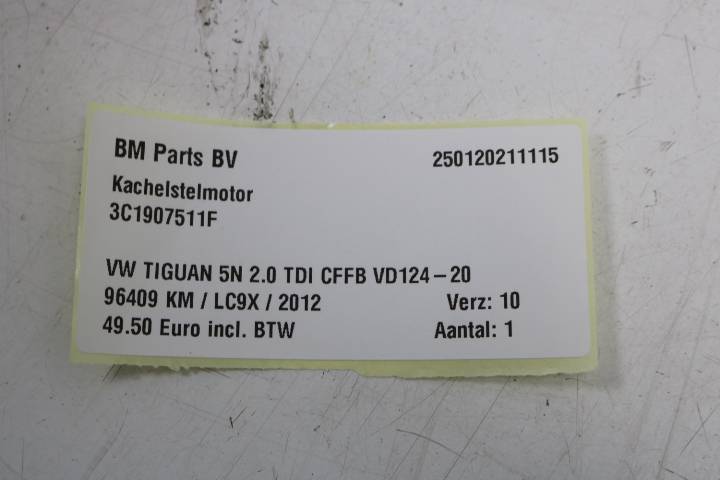 BM Parts BV 250120211115
Kachelstelmotor
3C1907511F
VW TIGUAN 5N 2.0 TDI CFFB VD124-20
96409 KM / LC9X / 2012 Verz: 10
49.50 Euro incl. BTW Aantal: 1